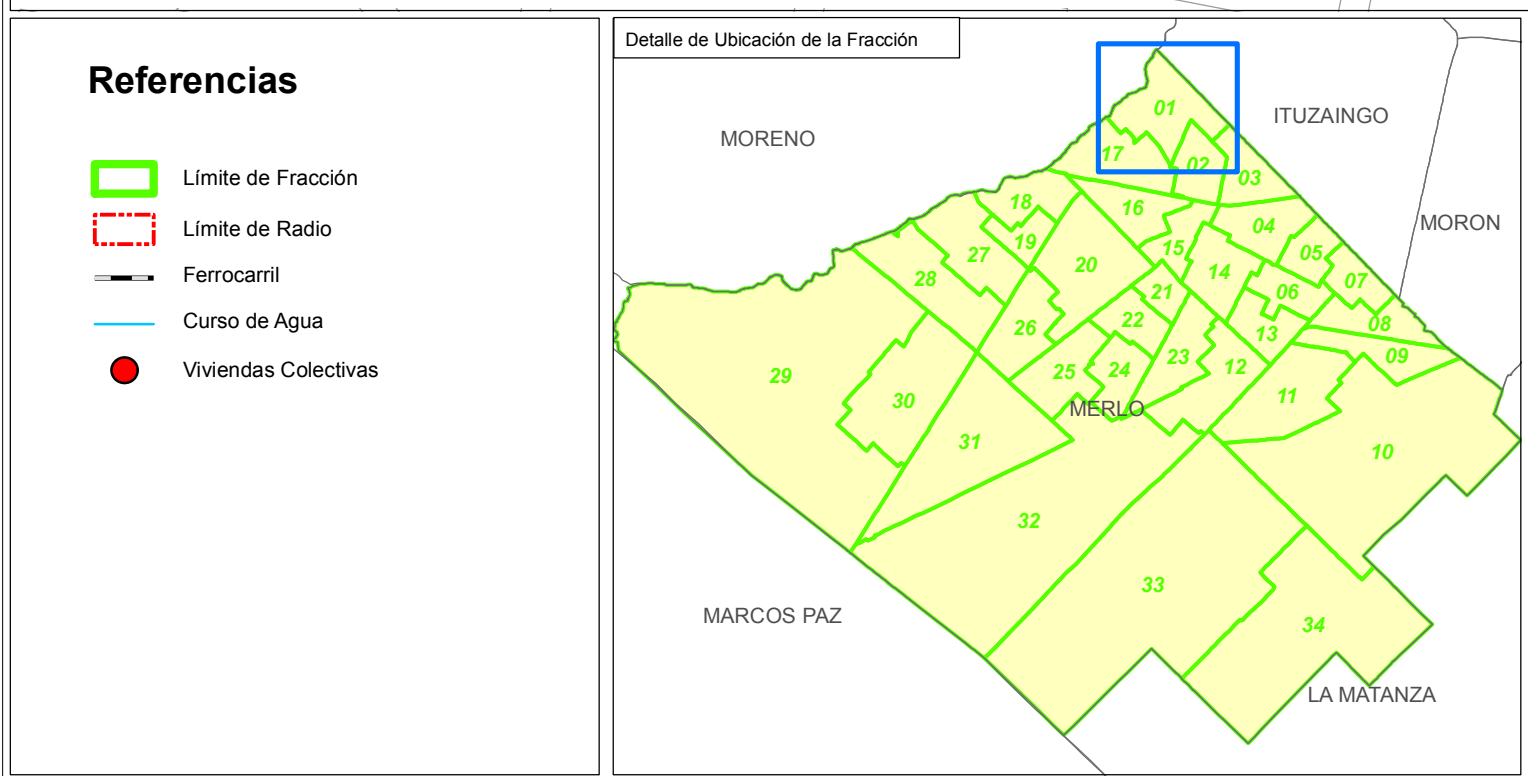 Referencias
Límite de Fracción
Límite de Radio
Ferrocarril
Curso de Agua
Viviendas Colectivas
Detalle de Ubicación de la Fracción
MORENO
ITUZAINGO
MORON
MERLO
MARCOS PAZ
LA MATANZA
01
17
02
03
18
16
04
19
15
05
27
20
14
07
28
21
06
22
08
26
13
23
09
25
24
12
29
11
30
31
10
32
33
34